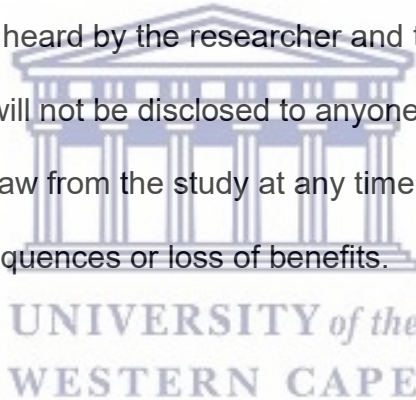 heard by the researcher and
will not be disclosed to anyone
aw from the study at any time
quences or loss of benefits.
UNIVERSITY of the
WESTERN CAPE